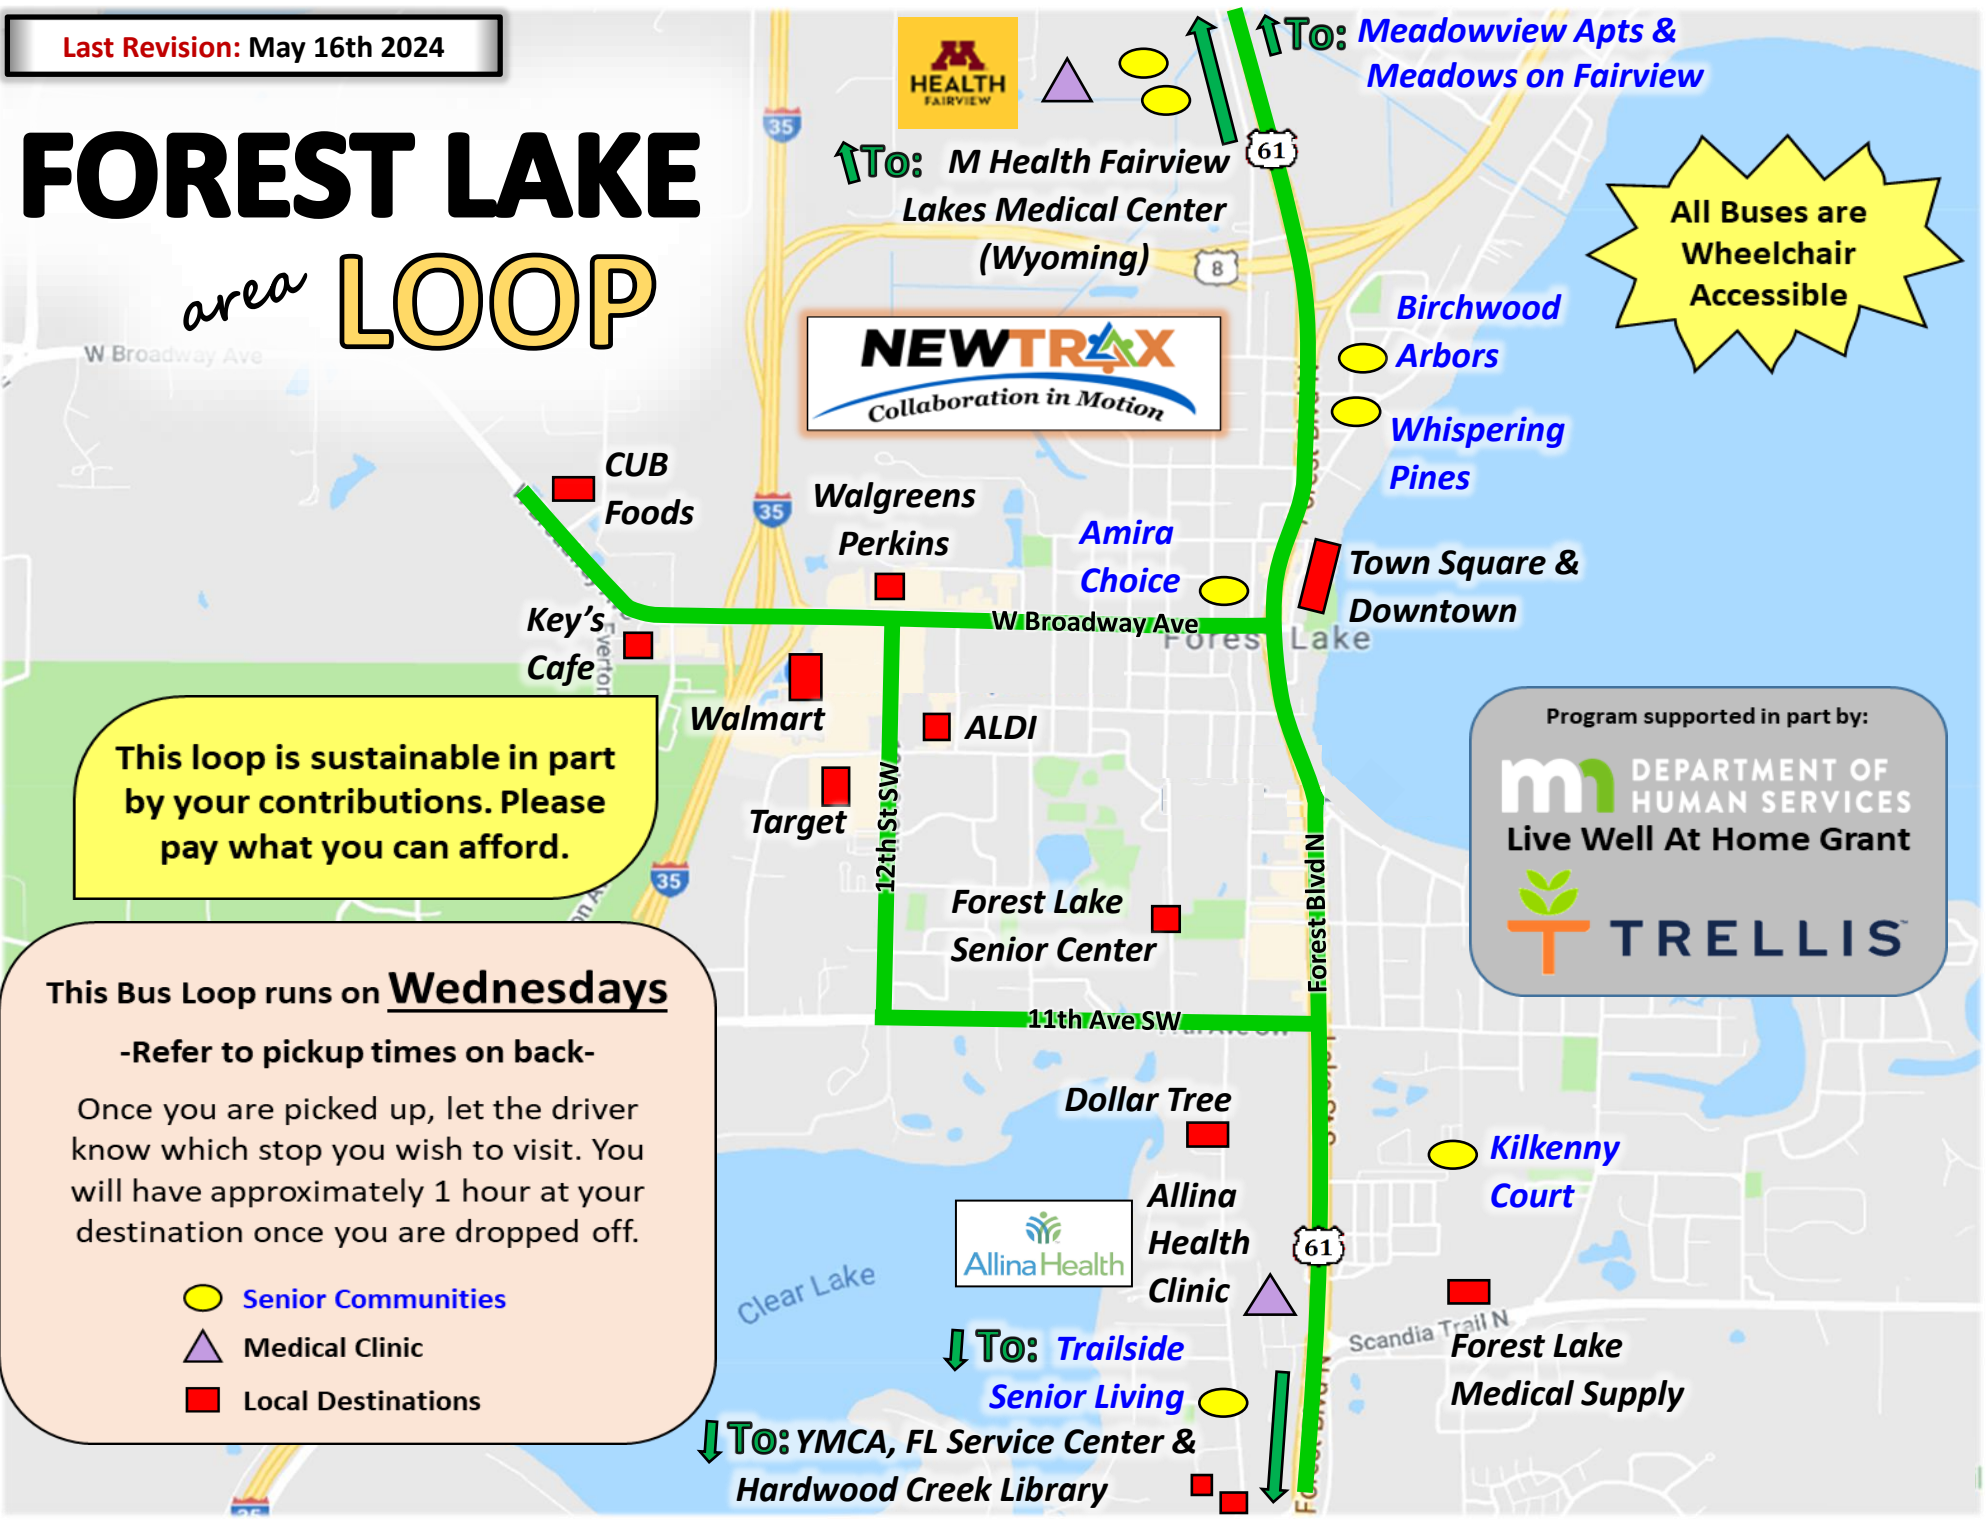 Last Revision: May 16th 2024
FOREST LAKE
area LOOP
W Broadway Ave
M
HEALTH
FAIRVIEW
To: M Health Fairview
Lakes Medical Center
(Wyoming)
To: Meadowview Apts &
Meadows on Fairview
35
61
8
All Buses are
Wheelchair
Accessible
NEWTRAX
Collaboration in Motion
Birchwood
Arbors
Whispering
Pines
CUB
Foods
35
Walgreens
Perkins
Amira
Choice
Town Square &
Downtown
Key's
Cafe
W Broadway Ave
Forest Lake
Everton
Walmart
ALDI
Target
12th St SW
Forest Lake
Senior Center
Forest Blvd N
11th Ave SW
35
This loop is sustainable in part
by your contributions. Please
pay what you can afford.
Program supported in part by:
mn DEPARTMENT OF
HUMAN SERVICES
Live Well At Home Grant
TRELLIS™
This Bus Loop runs on Wednesdays
-Refer to pickup times on back-
Once you are picked up, let the driver
know which stop you wish to visit. You
will have approximately 1 hour at your
destination once you are dropped off.
Senior Communities
Medical Clinic
Local Destinations
Dollar Tree
Kilkenny
Court
Allina
Health
Clinic
AllinaHealth
61
Clear Lake
Scandia Trail N
Forest Lake
Medical Supply
To: Trailside
Senior Living
To: YMCA, FL Service Center &
Hardwood Creek Library
35